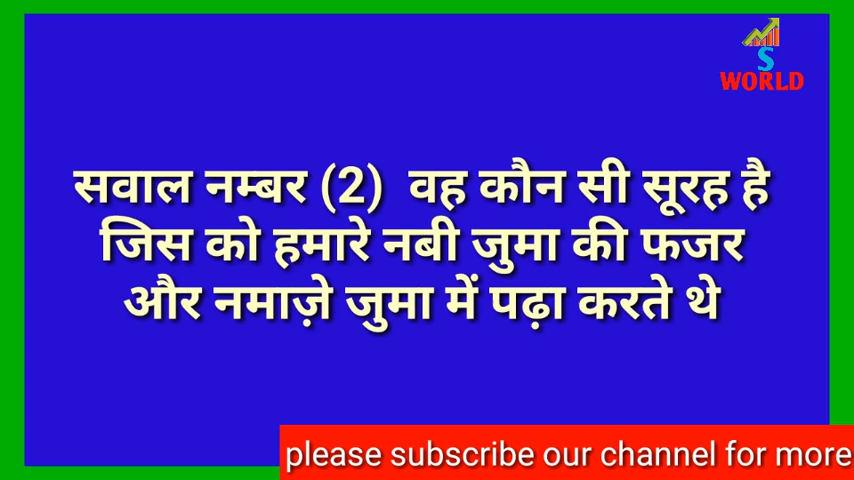 S
WORLD
सवाल नम्बर (2) वह कौन सी सूरह है
जिस को हमारे नबी जुमा की फजर
और नमाज़े जुमा में पढ़ा करते थे
please subscribe our channel for more